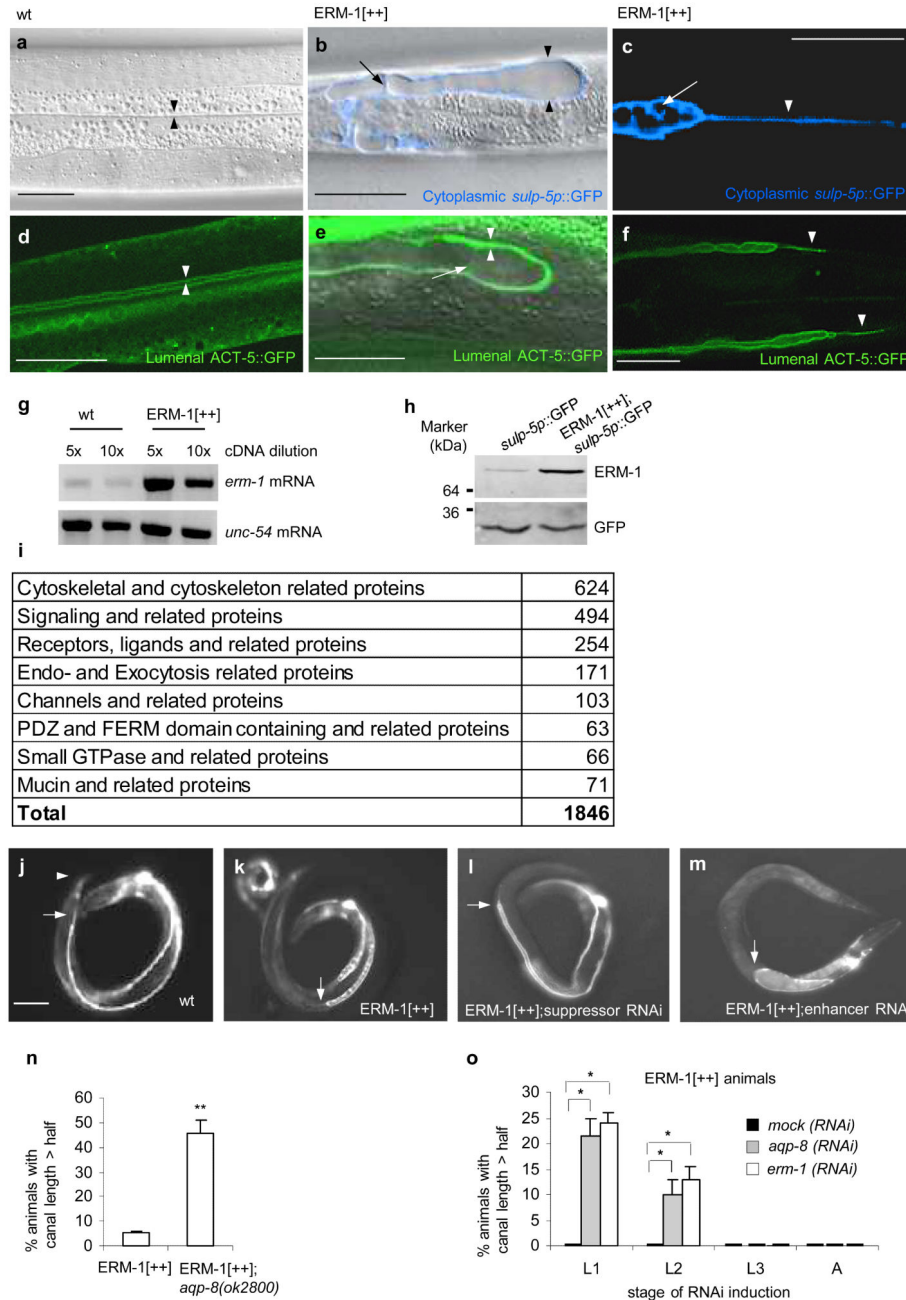 wt
ERM-1[++]
ERM-1[++]
a
b
c
Cytoplasmic sulp-5p::GFP
Cytoplasmic sulp-5p::GFP
d
e
f
Lumenal ACT-5::GFP
Lumenal ACT-5::GFP
Lumenal ACT-5::GFP
g
wt
ERM-1[++]
5x 10x 5x 10x cDNA dilution
erm-1 mRNA
unc-54 mRNA
h
Marker
(kDa)
sulp-5p::GFP
ERM-1[++];
sulp-5p::GFP
ERM-1
64
36
GFP
i
Cytoskeletal and cytoskeleton related proteins 624
Signaling and related proteins 494
Receptors, ligands and related proteins 254
Endo- and Exocytosis related proteins 171
Channels and related proteins 103
PDZ and FERM domain containing and related proteins 63
Small GTPase and related proteins 66
Mucin and related proteins 71
Total 1846
j
wt
k
ERM-1[++]
l
ERM-1[++];suppressor RNAi
m
ERM-1[++];enhancer RNA
n
% animals with
canal length > half
60
50
40
30
20
10
0
**
ERM-1[++]
ERM-1[++];
aqp-8(ok2800)
o
ERM-1[++] animals
% animals with
canal length > half
30
25
20
15
10
5
0
*
*
*
*
mock (RNAi)
aqp-8 (RNAi)
erm-1 (RNAi)
L1 L2 L3 A
stage of RNAi induction